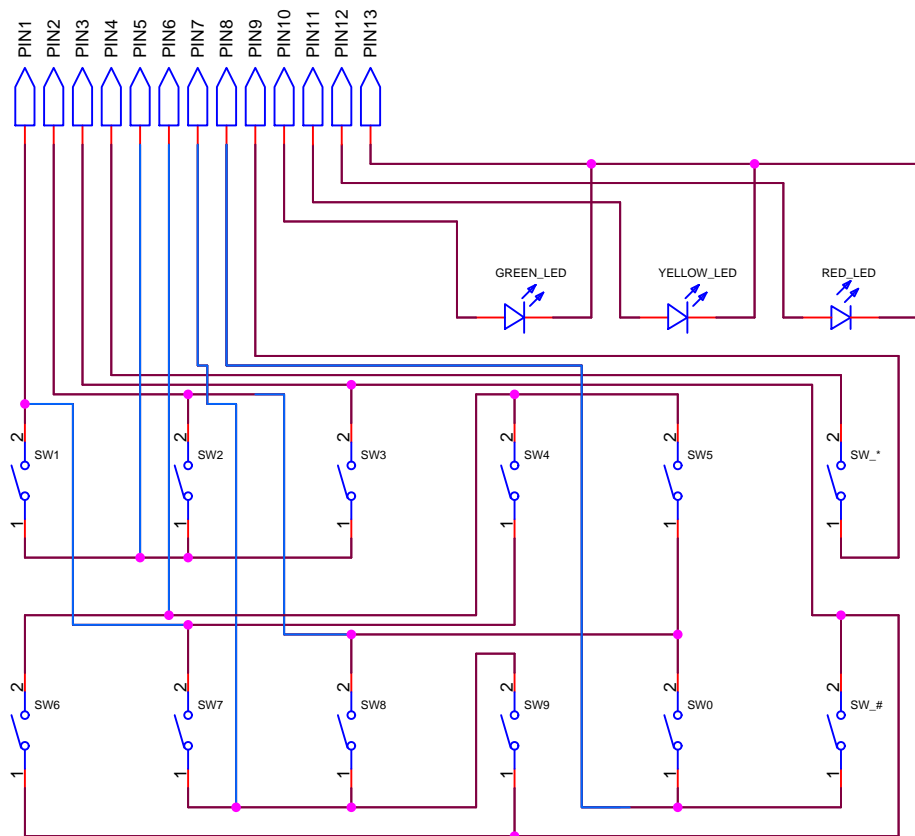 PIN1
PIN2
PIN3
PIN4
PIN5
PIN6
PIN7
PIN8
PIN9
PIN10
PIN11
PIN12
PIN13
GREEN_LED
YELLOW_LED
RED_LED
2
2
2
2
2
2
SW1
SW2
SW3
SW4
SW5
SW_*
1
1
1
1
1
1
2
2
2
2
2
2
SW6
SW7
SW8
SW9
SW0
SW_#
1
1
1
1
1
1